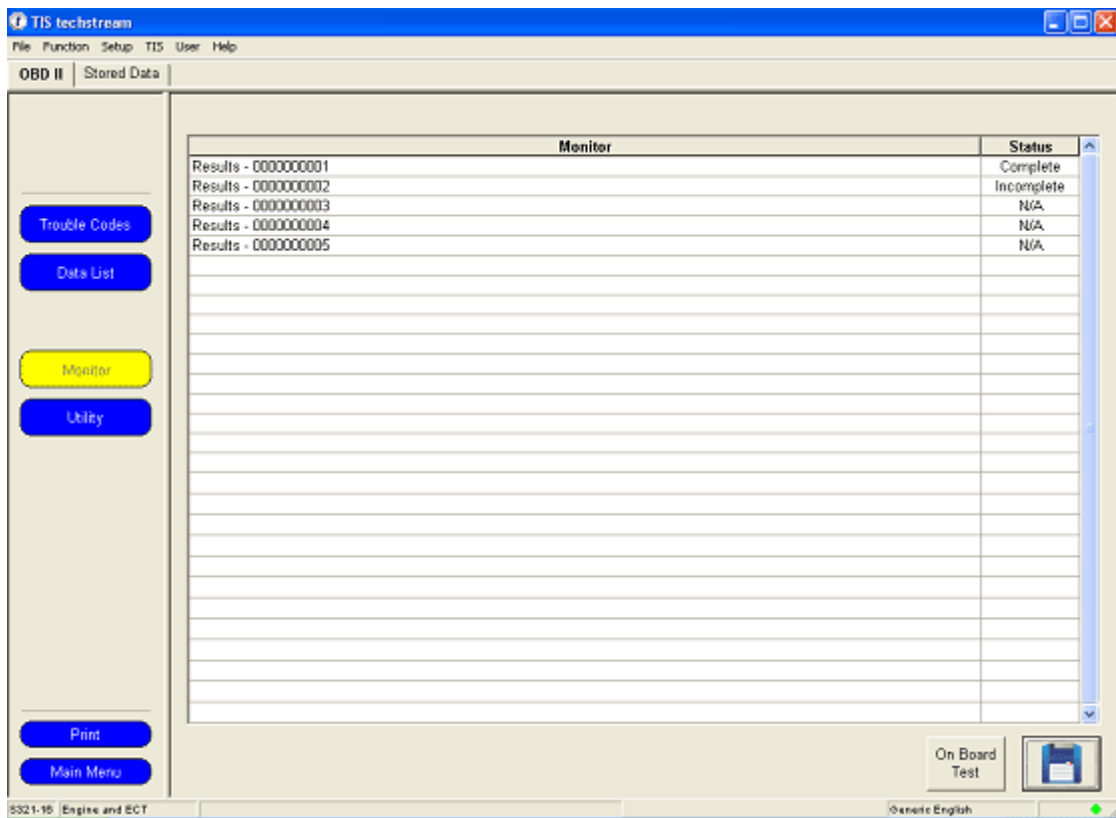 TIS techstream
File Function Setup TIS User Help
OBD II Stored Data
Monitor Status
Results - 0000000001 Complete
Results - 0000000002 Incomplete
Results - 0000000003 N/A
Results - 0000000004 N/A
Results - 0000000005 N/A
Trouble Codes
Data List
Monitor
Utility
Print
Main Menu
On Board
Test
S321-16 Engine and ECT Generic English